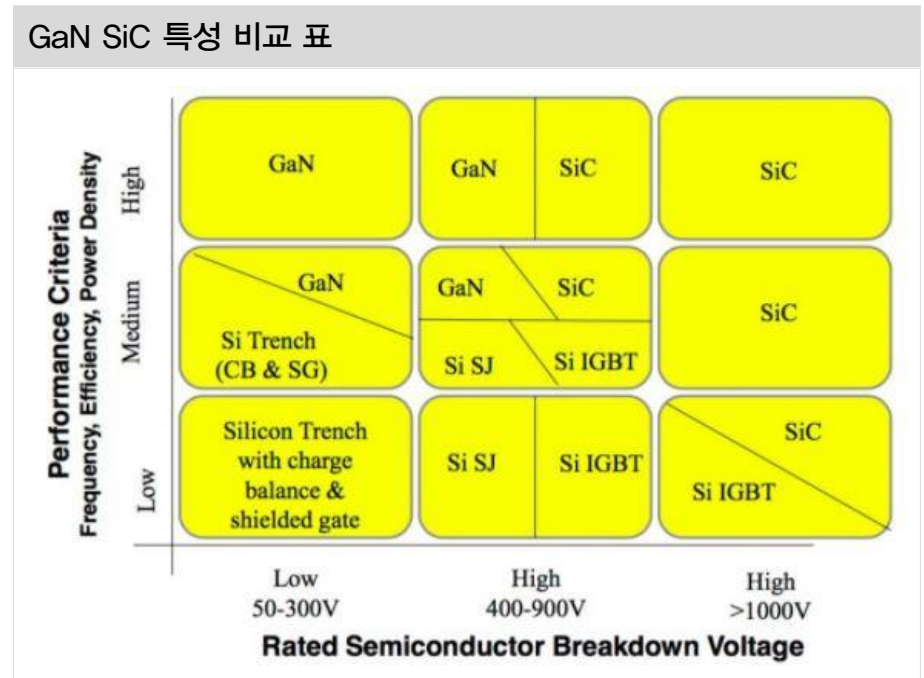 GaN SiC 특성 비교 표
Performance Criteria
Frequency, Efficiency, Power Density
High
GaN
GaN
SiC
SiC
Medium
GaN
Si Trench
(CB & SG)
GaN
SiC
Si SJ
Si IGBT
SiC
Low
Silicon Trench
with charge
balance &
shielded gate
Si SJ
Si IGBT
SiC
Si IGBT
Low
50-300V
High
400-900V
High
>1000V
Rated Semiconductor Breakdown Voltage